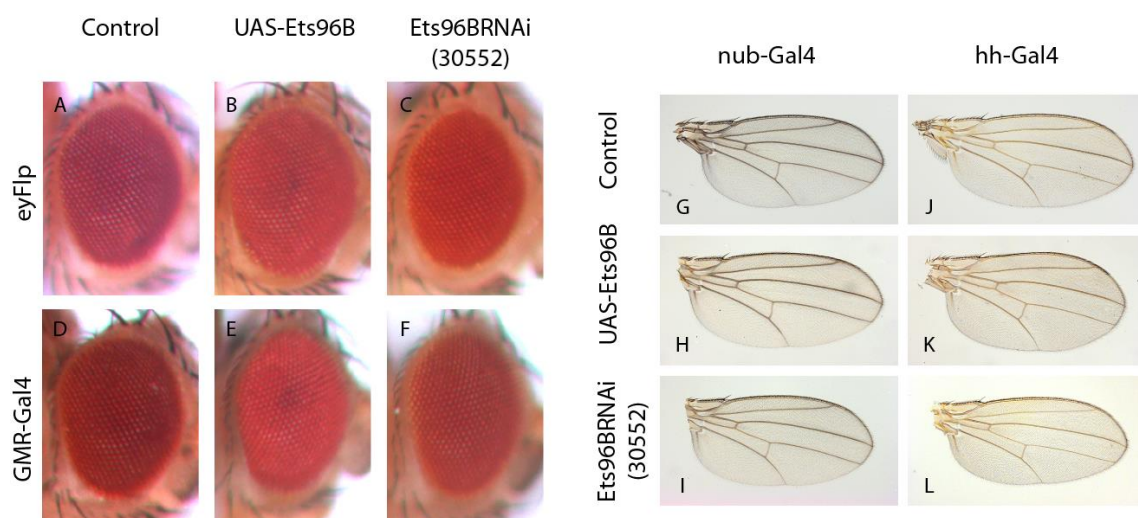 Control
UAS-Ets96B
Ets96BRNAi
(30552)
eyFlp
A
B
C
GMR-Gal4
D
E
F
nub-Gal4
hh-Gal4
Control
G
J
UAS-Ets96B
H
K
Ets96BRNAi
(30552)
I
L